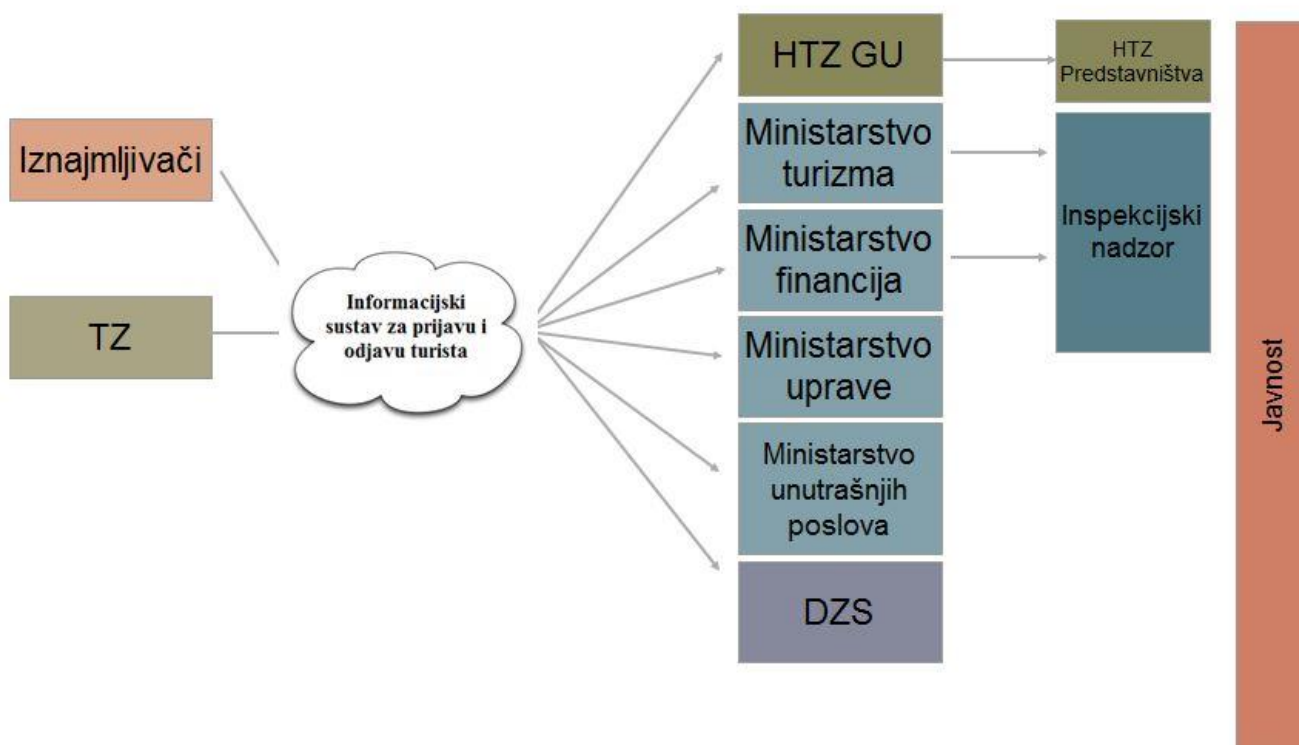 Iznajmljivači
TZ
Informacijski
sustav za prijavu i
odjavu turista
HTZ GU
Ministarstvo
turizma
Ministarstvo
financija
Ministarstvo
uprave
Ministarstvo
unutrašnjih
poslova
DZS
HTZ
Predstavništva
Inspekcijski
nadzor
Javnost